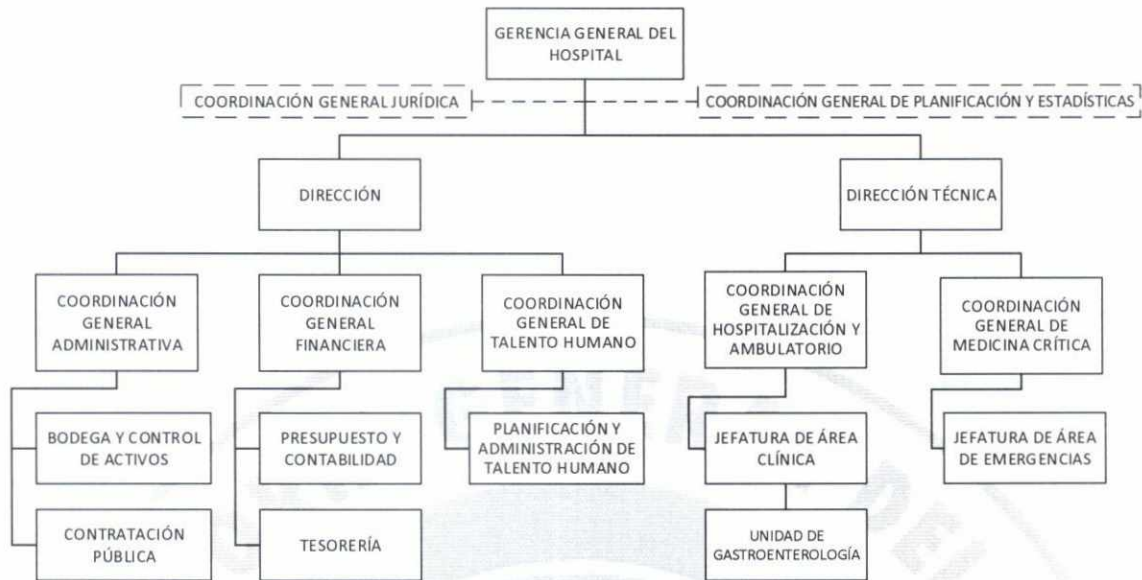 GERENCIA GENERAL DEL
HOSPITAL
COORDINACIÓN GENERAL JURÍDICA
COORDINACIÓN GENERAL DE PLANIFICACIÓN Y ESTADÍSTICAS
DIRECCIÓN
DIRECCIÓN TÉCNICA
COORDINACIÓN
GENERAL
ADMINISTRATIVA
COORDINACIÓN
GENERAL
FINANCIERA
COORDINACIÓN
GENERAL DE
TALENTO HUMANO
COORDINACIÓN
GENERAL DE
HOSPITALIZACIÓN Y
AMBULATORIO
COORDINACIÓN
GENERAL DE
MEDICINA CRÍTICA
BODEGA Y CONTROL
DE ACTIVOS
PRESUPUESTO Y
CONTABILIDAD
PLANIFICACIÓN Y
ADMINISTRACIÓN DE
TALENTO HUMANO
JEFATURA DE ÁREA
CLÍNICA
JEFATURA DE ÁREA
DE EMERGENCIAS
CONTRATACIÓN
PÚBLICA
TESORERÍA
UNIDAD DE
GASTROENTEROLOGÍA